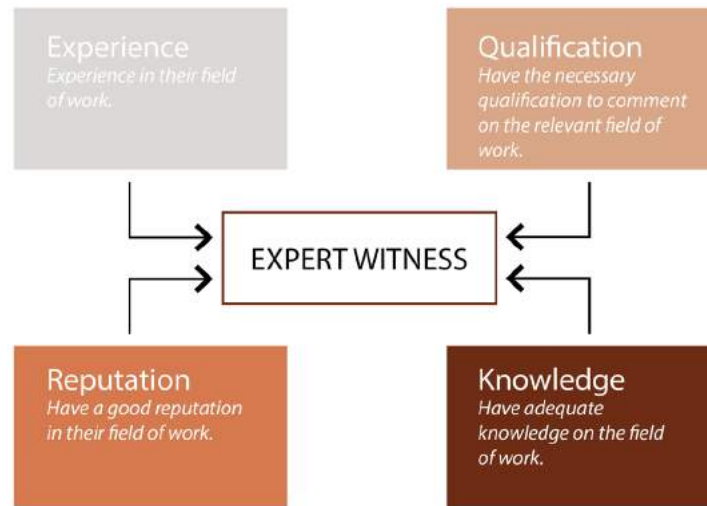 Experience
Experience in their field
of work.
Qualification
Have the necessary
qualification to comment
on the relevant field of
work.
EXPERT WITNESS
Reputation
Have a good reputation
in their field of work.
Knowledge
Have adequate
knowledge on the field
of work.